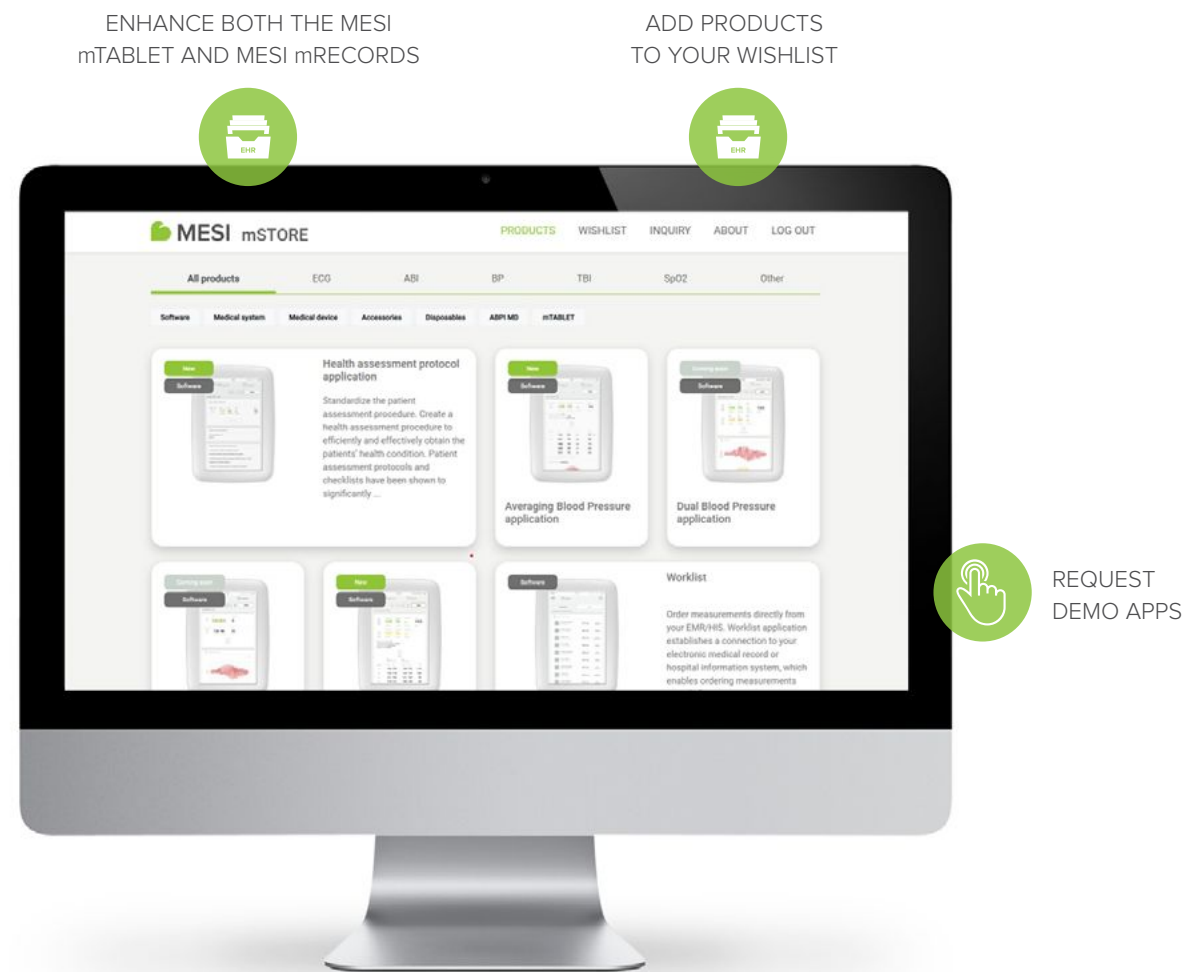 ENHANCE BOTH THE MESI
mTABLET AND MESI mRECORDS
ADD PRODUCTS
TO YOUR WISHLIST
EHR
EHR
MESI mSTORE
PRODUCTS WISHLIST INQUIRY ABOUT LOG OUT
All products ECG ABI BP TBI SpO2 Other
Software Medical system Medical device Accessories Disposables ABPI MD mTABLET
New
Software
Health assessment protocol
application
Standardize the patient
assessment procedure. Create a
health assessment procedure to
efficiently and effectively obtain the
patients' health condition. Patient
assessment protocols and
checklists have been shown to
significantly ...
New
Software
Averaging Blood Pressure
application
Coming soon
Software
Dual Blood Pressure
application
Coming soon
Software
New
Software
Software
Worklist
Order measurements directly from
your EMR/HIS. Worklist application
establishes a connection to your
electronic medical record or
hospital information system, which
enables ordering measurements
REQUEST
DEMO APPS